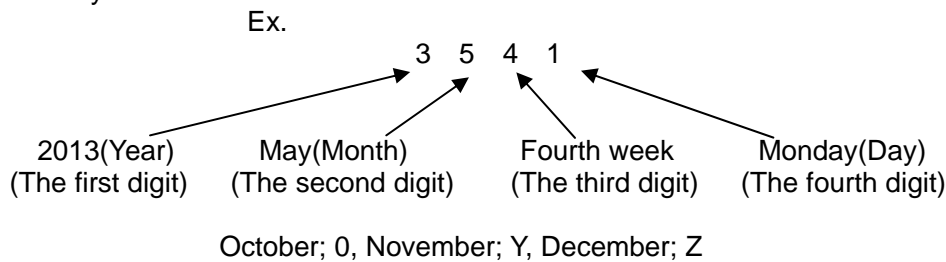 Ex.
3 5 4 1
2013(Year) May(Month) Fourth week Monday(Day)
(The first digit) (The second digit) (The third digit) (The fourth digit)
October; 0, November; Y, December; Z